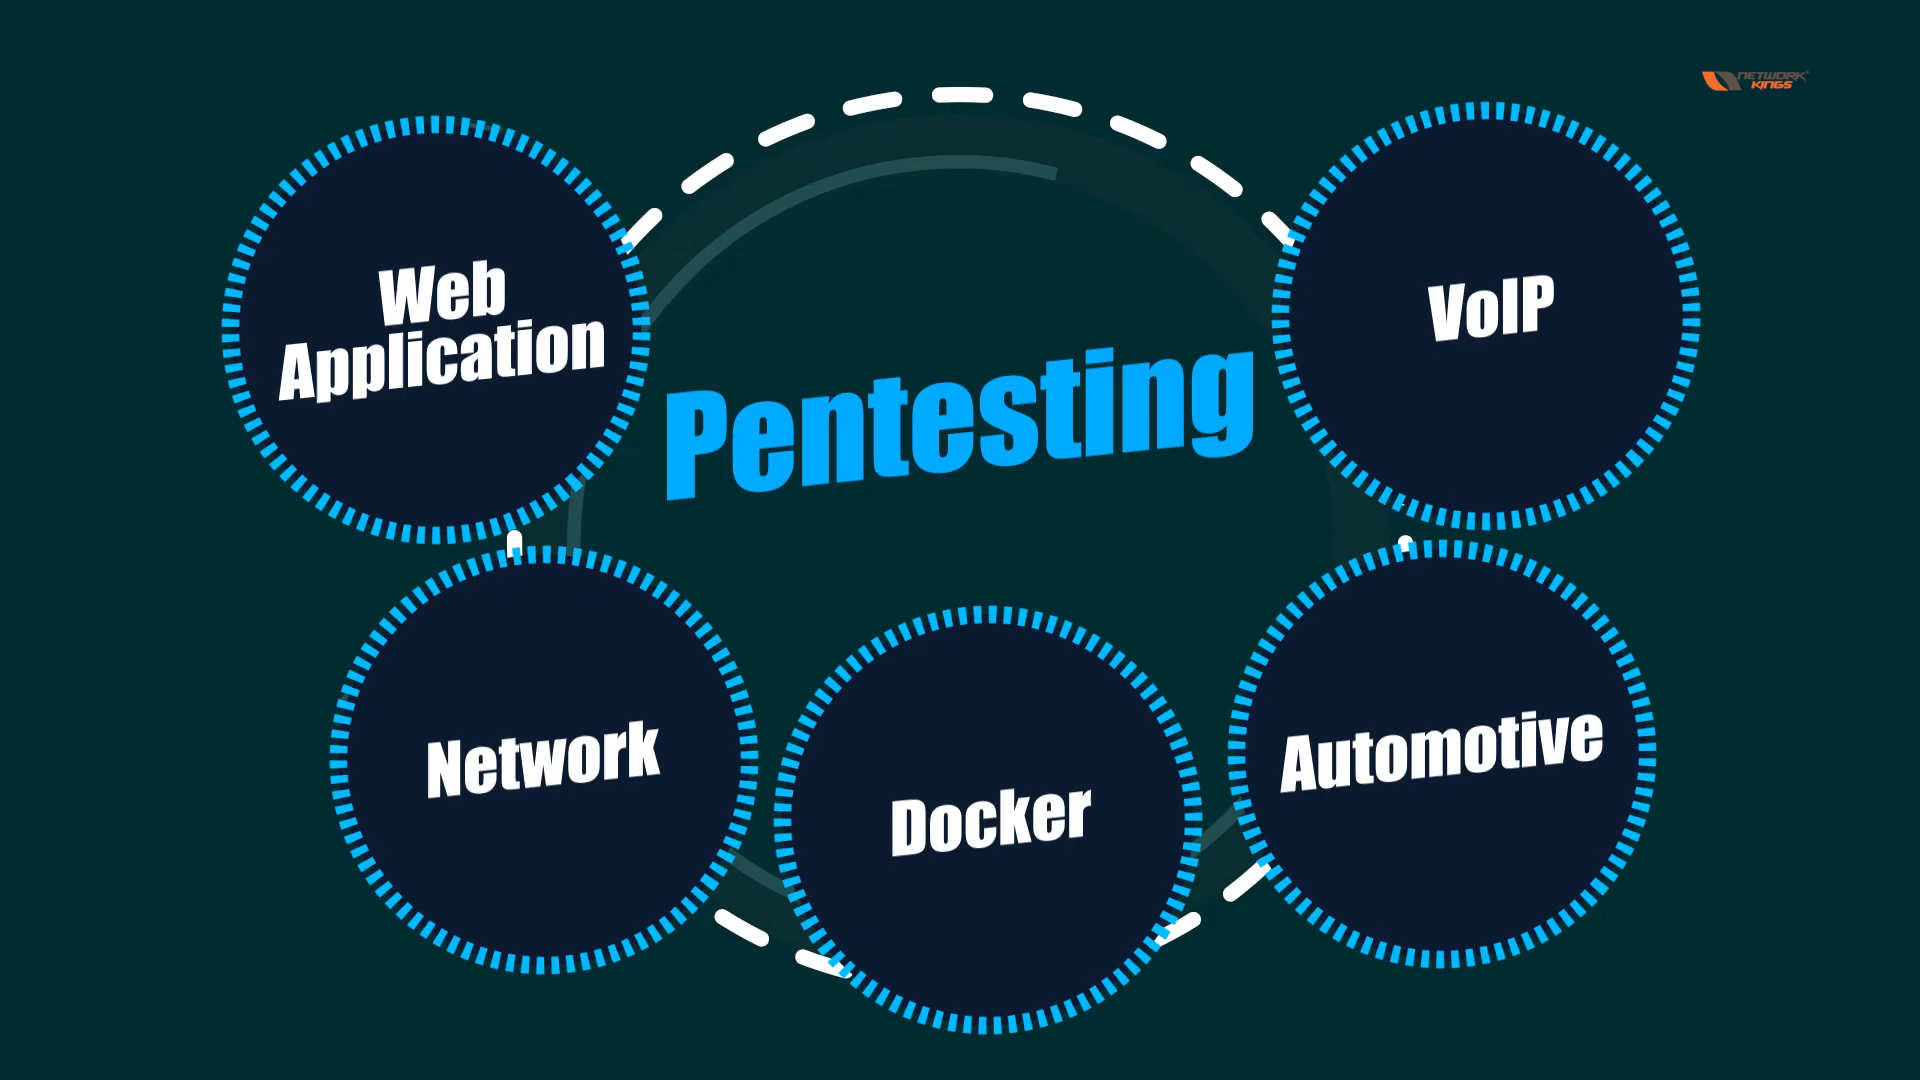 NETWORK
KINGS
Web
Application
VoIP
Pentesting
Network
Docker
Automotive